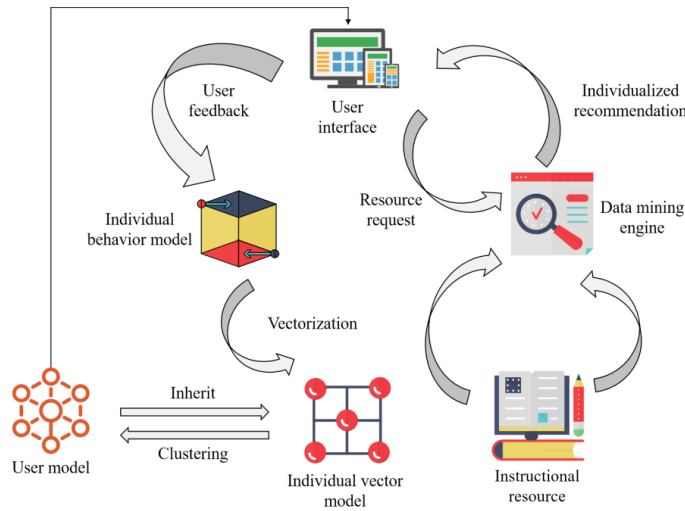 User
feedback
User
interface
Individualized
recommendation
Resource
request
Individual
behavior model
Data mining
engine
Vectorization
Inherit
Clustering
User model
Individual vector
model
Instructional
resource